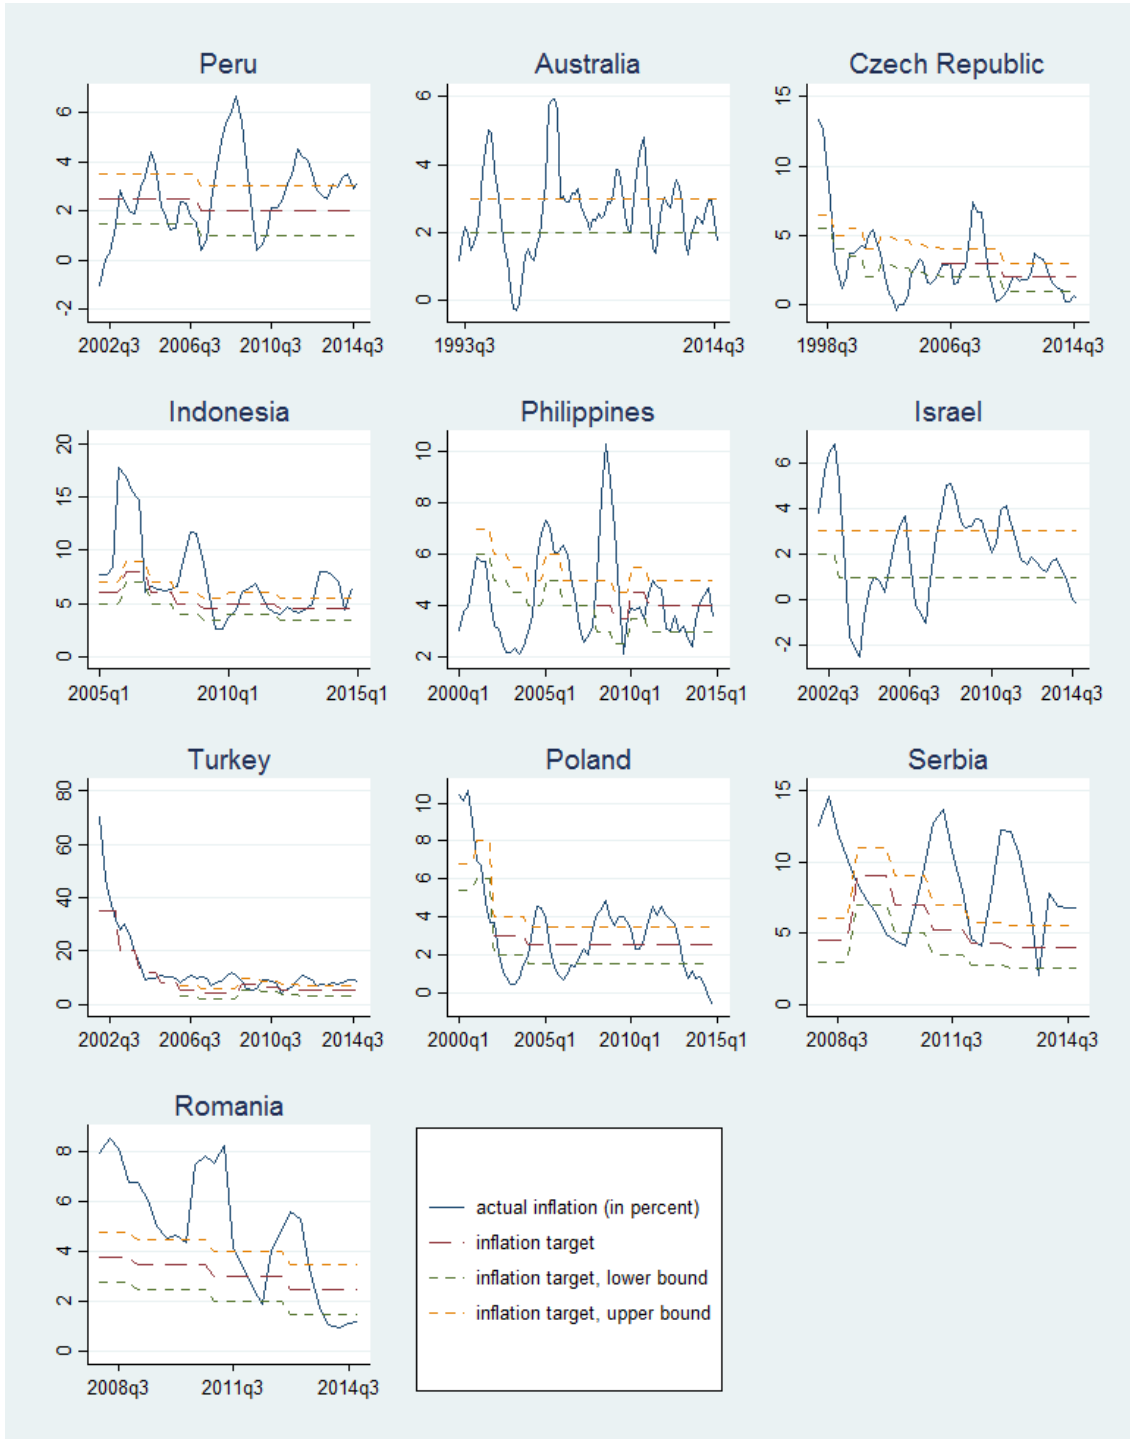 Peru
6
4
2
0
-2
2002q3 2006q3 2010q3 2014q3
Australia
6
4
2
0
1993q3 2014q3
Czech Republic
15
10
5
0
1998q3 2006q3 2014q3
Indonesia
20
15
10
5
0
2005q1 2010q1 2015q1
Philippines
10
8
6
4
2
2000q1 2005q1 2010q1 2015q1
Israel
6
4
2
0
-2
2002q3 2006q3 2010q3 2014q3
Turkey
80
60
40
20
0
2002q3 2006q3 2010q3 2014q3
Poland
10
8
6
4
2
0
2000q1 2005q1 2010q1 2015q1
Serbia
15
10
5
0
2008q3 2011q3 2014q3
Romania
8
6
4
2
0
2008q3 2011q3 2014q3
actual inflation (in percent)
inflation target
inflation target, lower bound
inflation target, upper bound